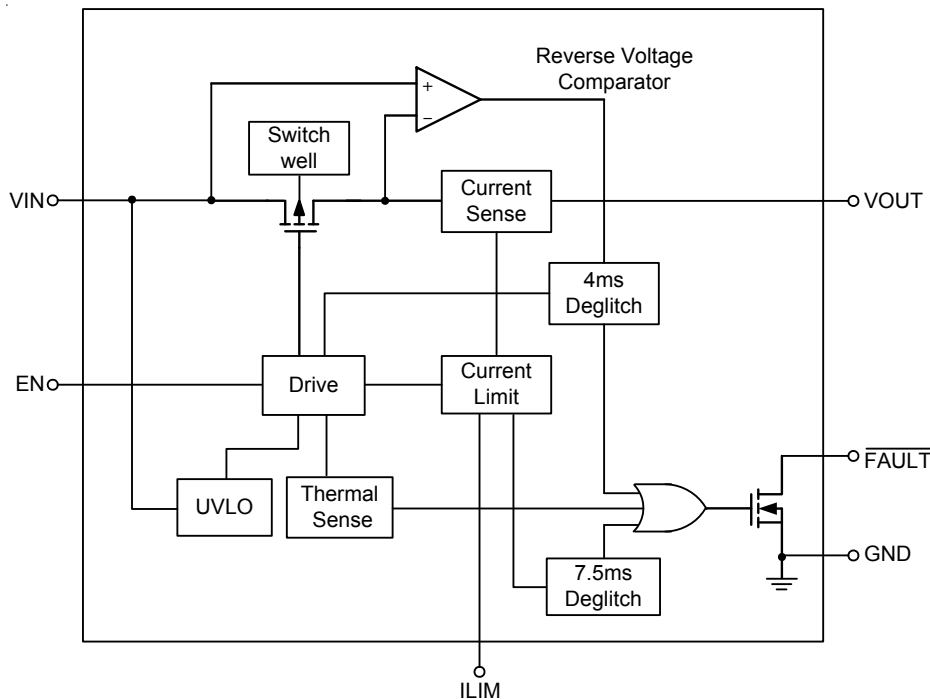 Reverse Voltage
Comparator
+
−
Switch
well
VIN
Current
Sense
VOUT
4ms
Deglitch
EN
Drive
Current
Limit
FAULT
UVLO
Thermal
Sense
GND
7.5ms
Deglitch
ILIM